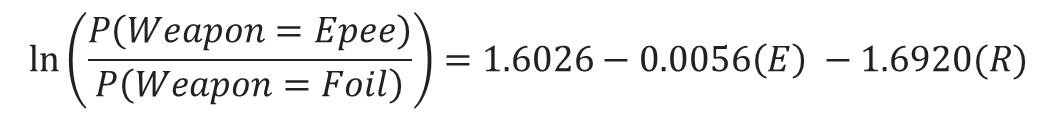 ln(P(Weapon = Epee)/P(Weapon = Foil)) = 1.6026 − 0.0056(E) − 1.6920(R)